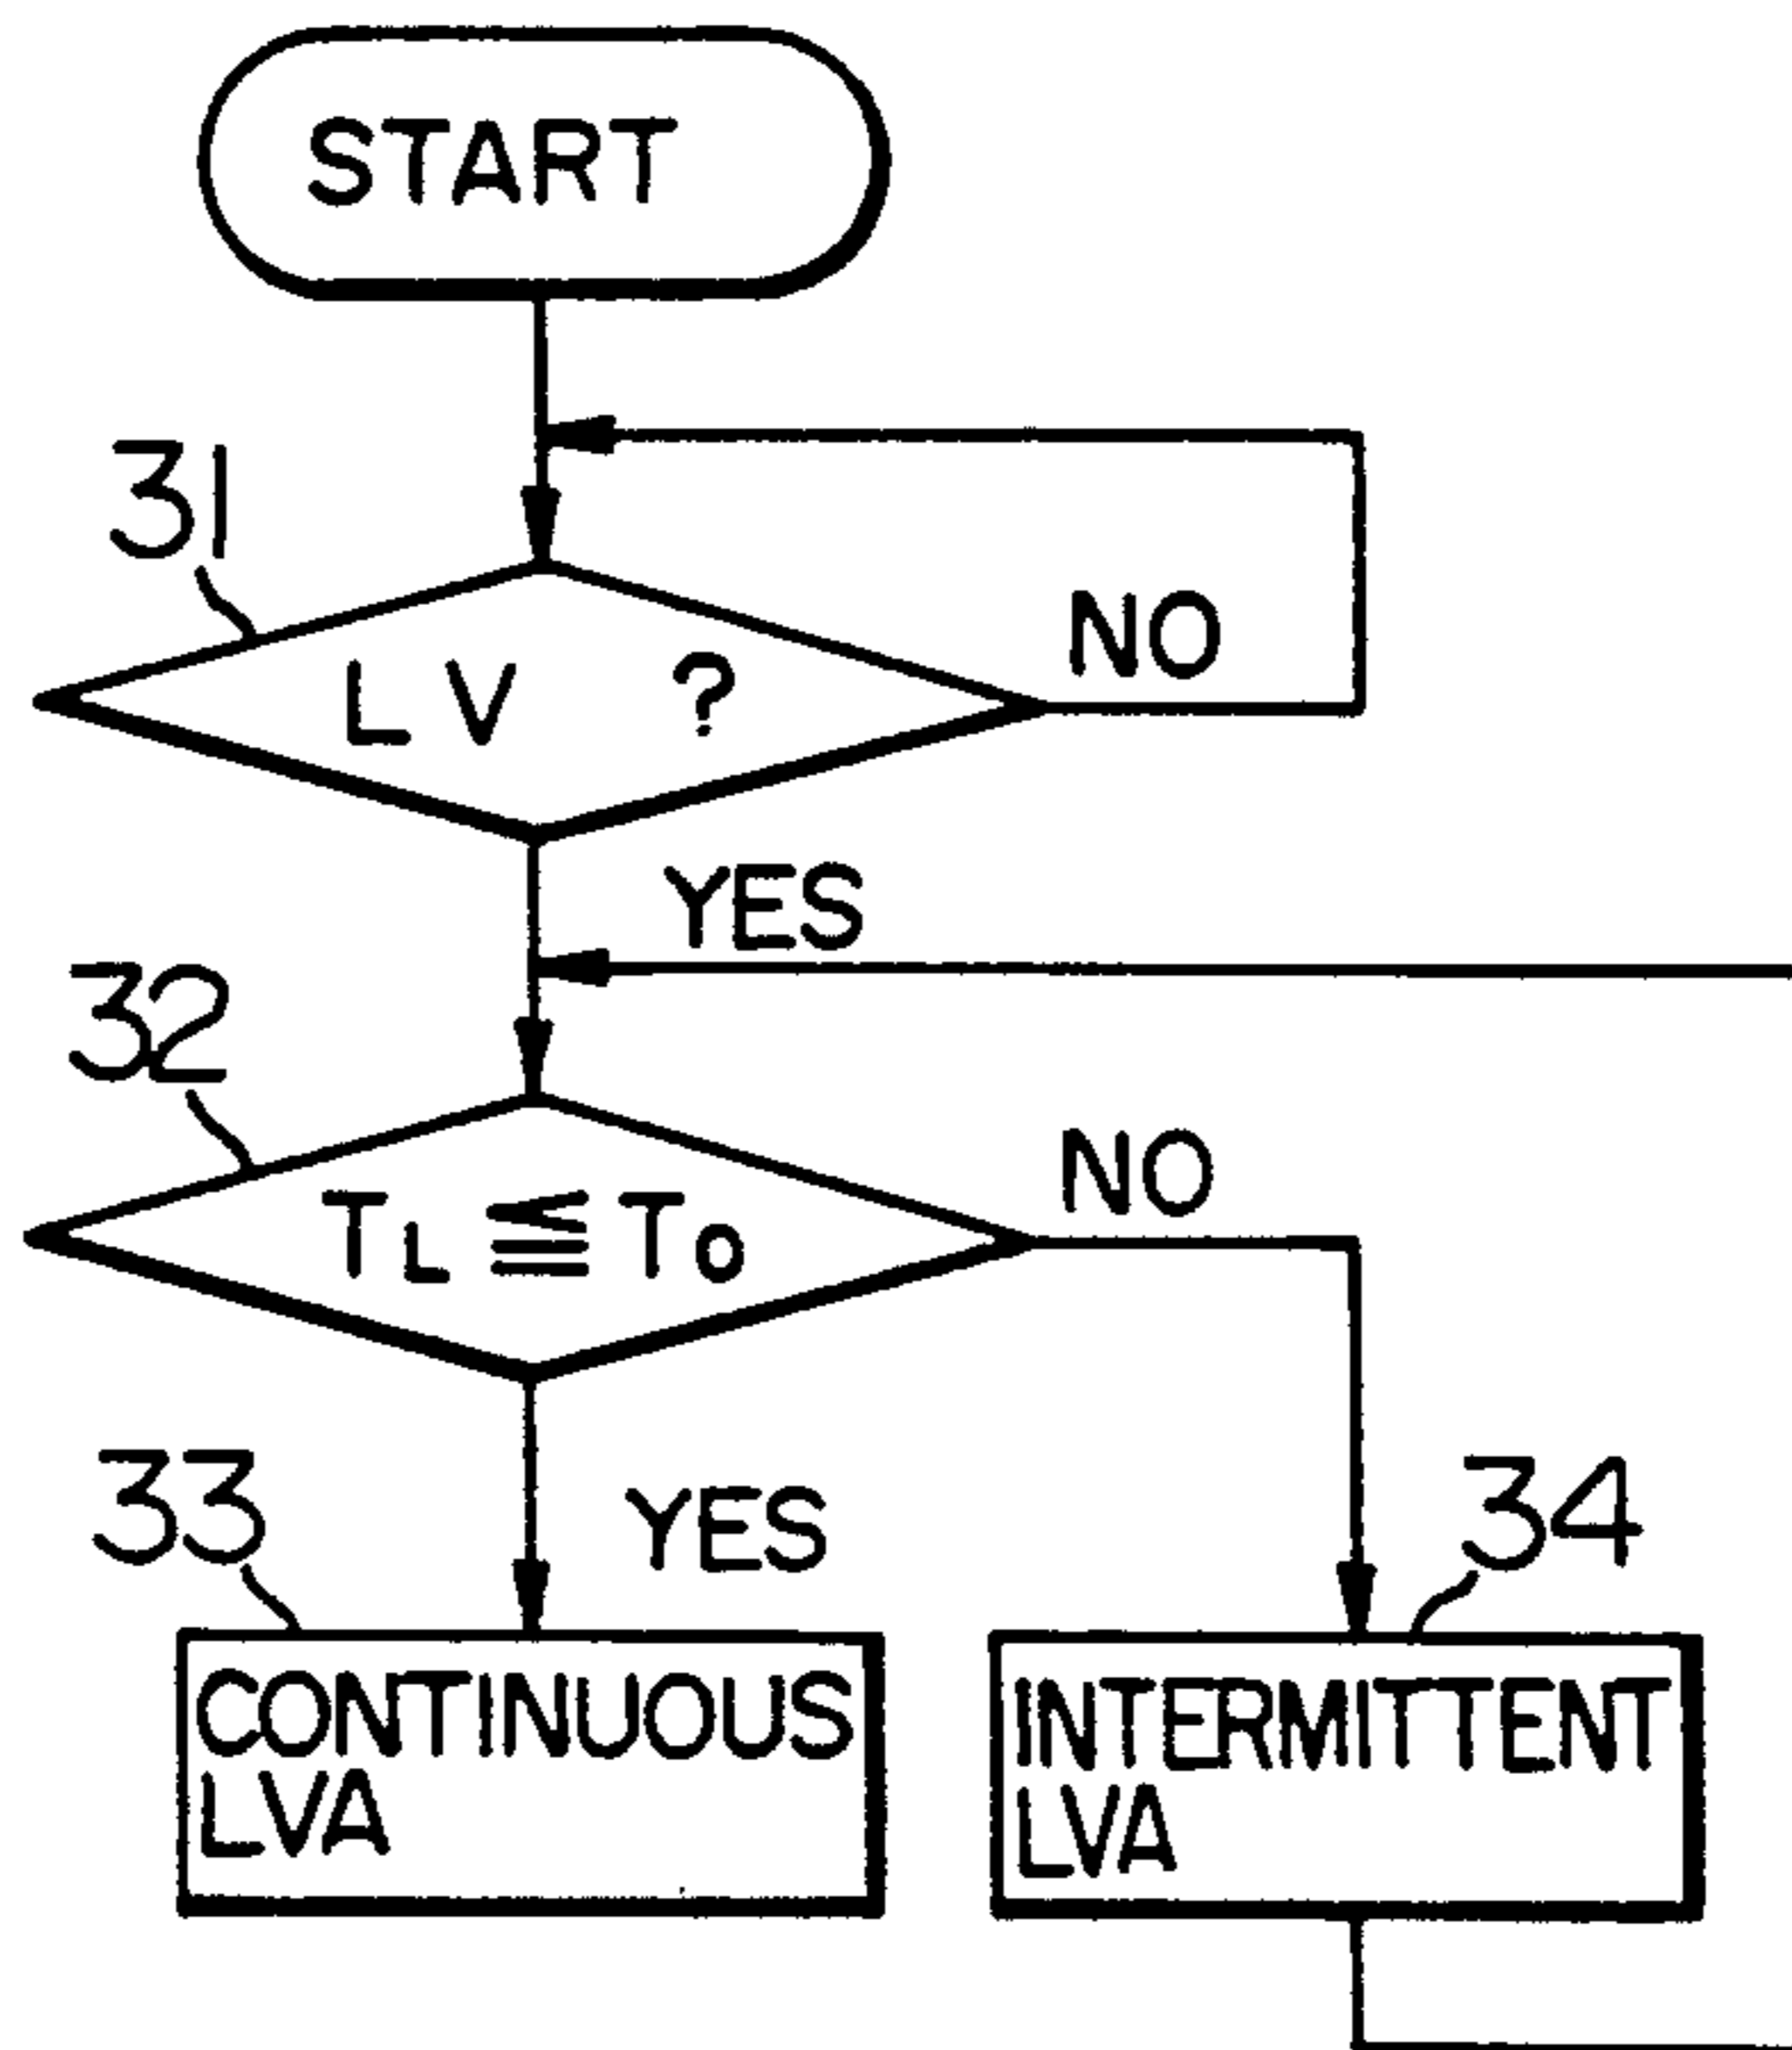 START
31
LV ?
NO
YES
32
TL ≦ To
NO
YES
33
34
CONTINUOUS
LVA
INTERMITTENT
LVA